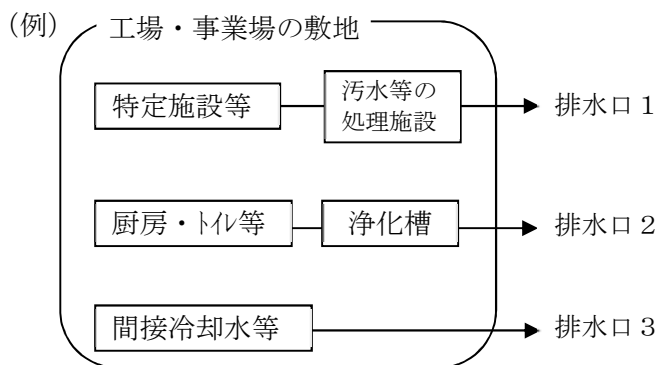 (例)
工場・事業場の敷地
特定施設等
汚水等の
処理施設
排水口１
厨房・ﾄｲﾚ等
浄化槽
排水口２
間接冷却水等
排水口３